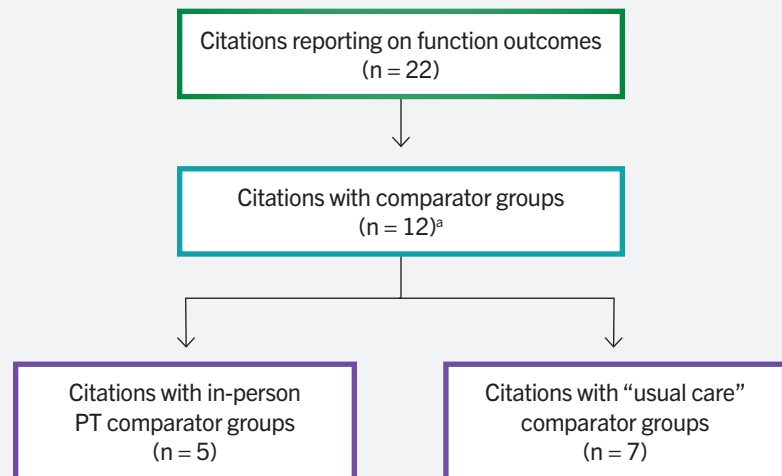 Citations reporting on function outcomes
(n = 22)
Citations with comparator groups
(n = 12)ᵃ
Citations with in-person
PT comparator groups
(n = 5)
Citations with “usual care”
comparator groups
(n = 7)